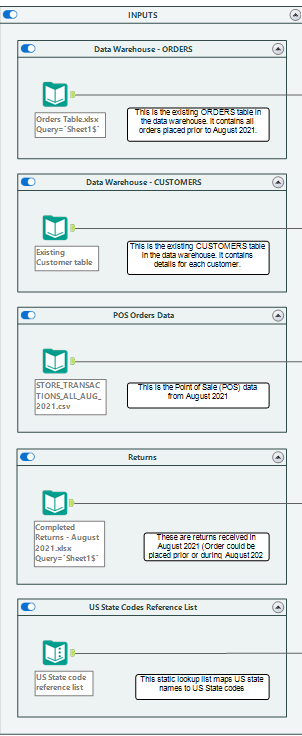 INPUTS
Data Warehouse - ORDERS
Orders Table.xlsx
Query=`Sheet1$`
This is the existing ORDERS table in
the data warehouse. It contains all
orders placed prior to August 2021.
Data Warehouse - CUSTOMERS
Existing
Customer table
This is the existing CUSTOMERS table
in the data warehouse. It contains
details for each customer.
POS Orders Data
STORE_TRANSAC
TIONS_ALL_AUG_
2021.csv
This is the Point of Sale (POS) data
from August 2021
Returns
Completed
Returns - August
2021.xlsx
Query=`Sheet1$`
These are returns received in
August 2021 (Order could be
placed prior or during August 202
US State Codes Reference List
US State code
reference list
This static lookup list maps US state
names to US State codes